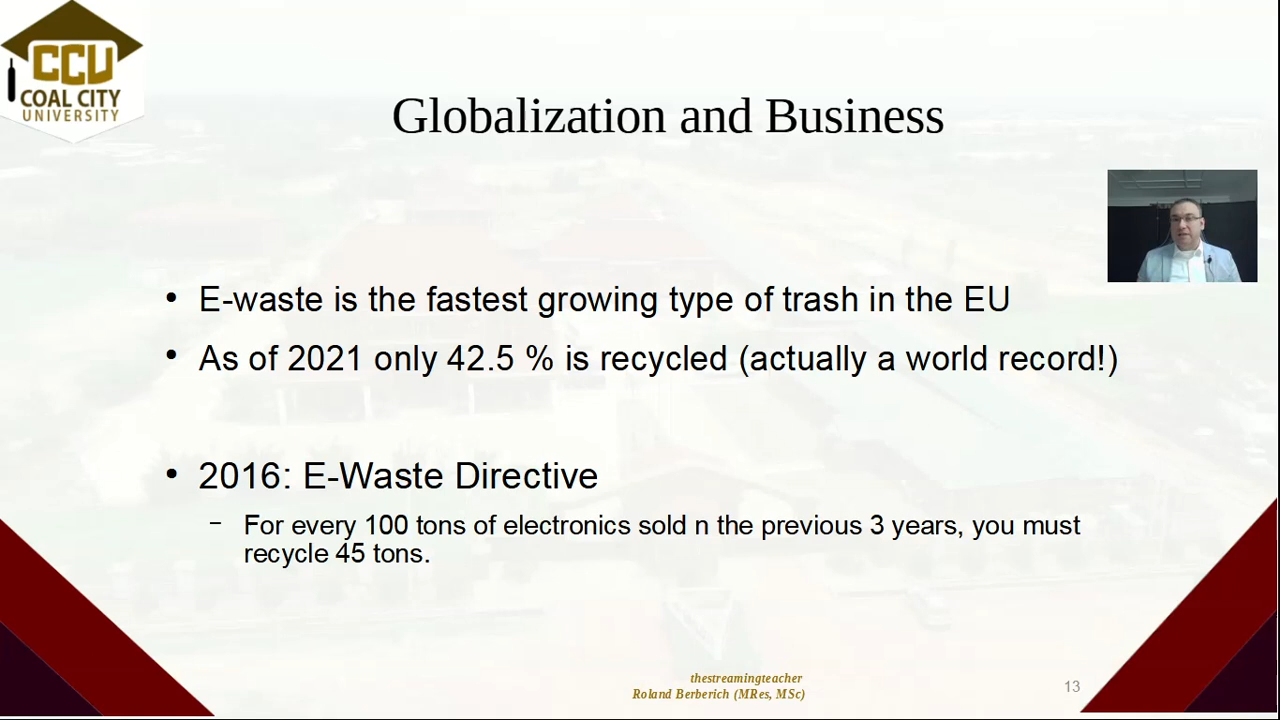 CCU
COAL CITY
UNIVERSITY
Globalization and Business
• E-waste is the fastest growing type of trash in the EU
• As of 2021 only 42.5 % is recycled (actually a world record!)
• 2016: E-Waste Directive
– For every 100 tons of electronics sold n the previous 3 years, you must
recycle 45 tons.
thestreamingteacher
Roland Berberich (MRes, MSc)
13